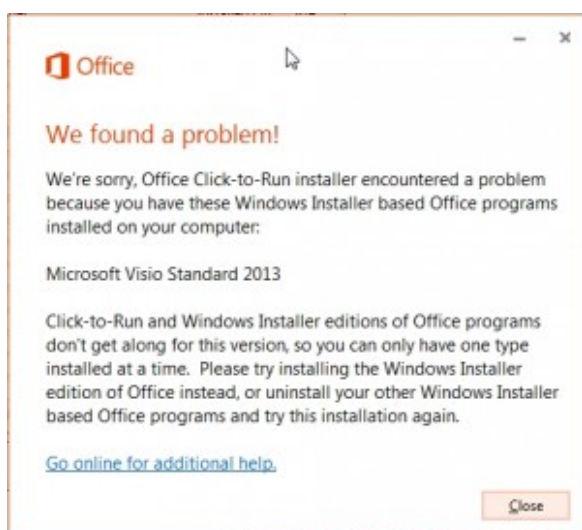 Office
We found a problem!
We're sorry, Office Click-to-Run installer encountered a problem
because you have these Windows Installer based Office programs
installed on your computer:
Microsoft Visio Standard 2013
Click-to-Run and Windows Installer editions of Office programs
don't get along for this version, so you can only have one type
installed at a time.  Please try installing the Windows Installer
edition of Office instead, or uninstall your other Windows Installer
based Office programs and try this installation again.
Go online for additional help.
Close